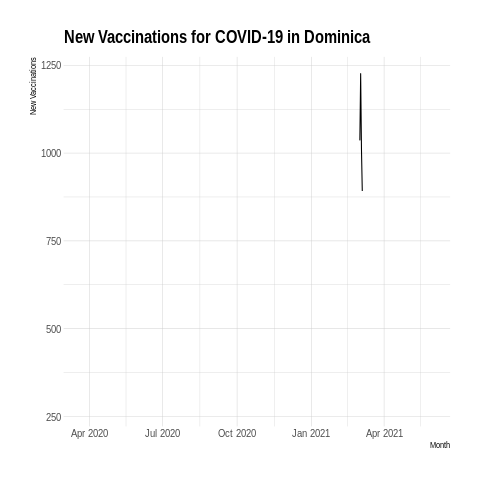 New Vaccinations for COVID-19 in Dominica
New Vaccinations
1250
1000
750
500
250
Apr 2020 Jul 2020 Oct 2020 Jan 2021 Apr 2021
Month